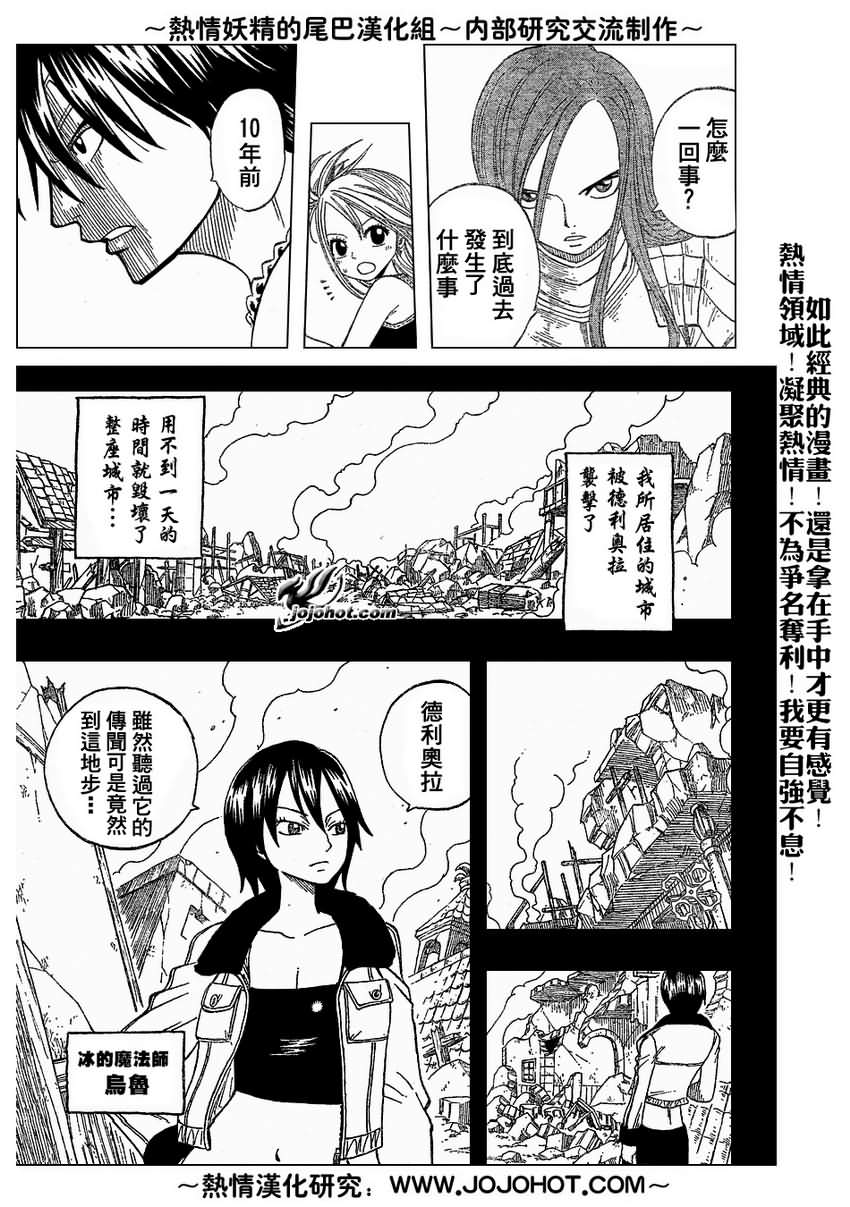 ～熱情妖精的尾巴漢化組～内部研究交流制作～
怎麼
一回事?
到底過去
發生了
什麼事
10年前
我所居住的城市
被德利奧拉
襲擊了
用不到一天的
時間就毀壞了
整座城市…
.jojohot.com
德利奧拉
雖然聽過它的
傳聞可是竟然
到這地步…
冰的魔法師
烏魯
如此經典的漫畫！還是拿在手中才更有感覺！
熱情領域！凝聚熱情！不為爭名奪利！我要自強不息！
～熱情漢化研究：WWW.JOJOHOT.COM～